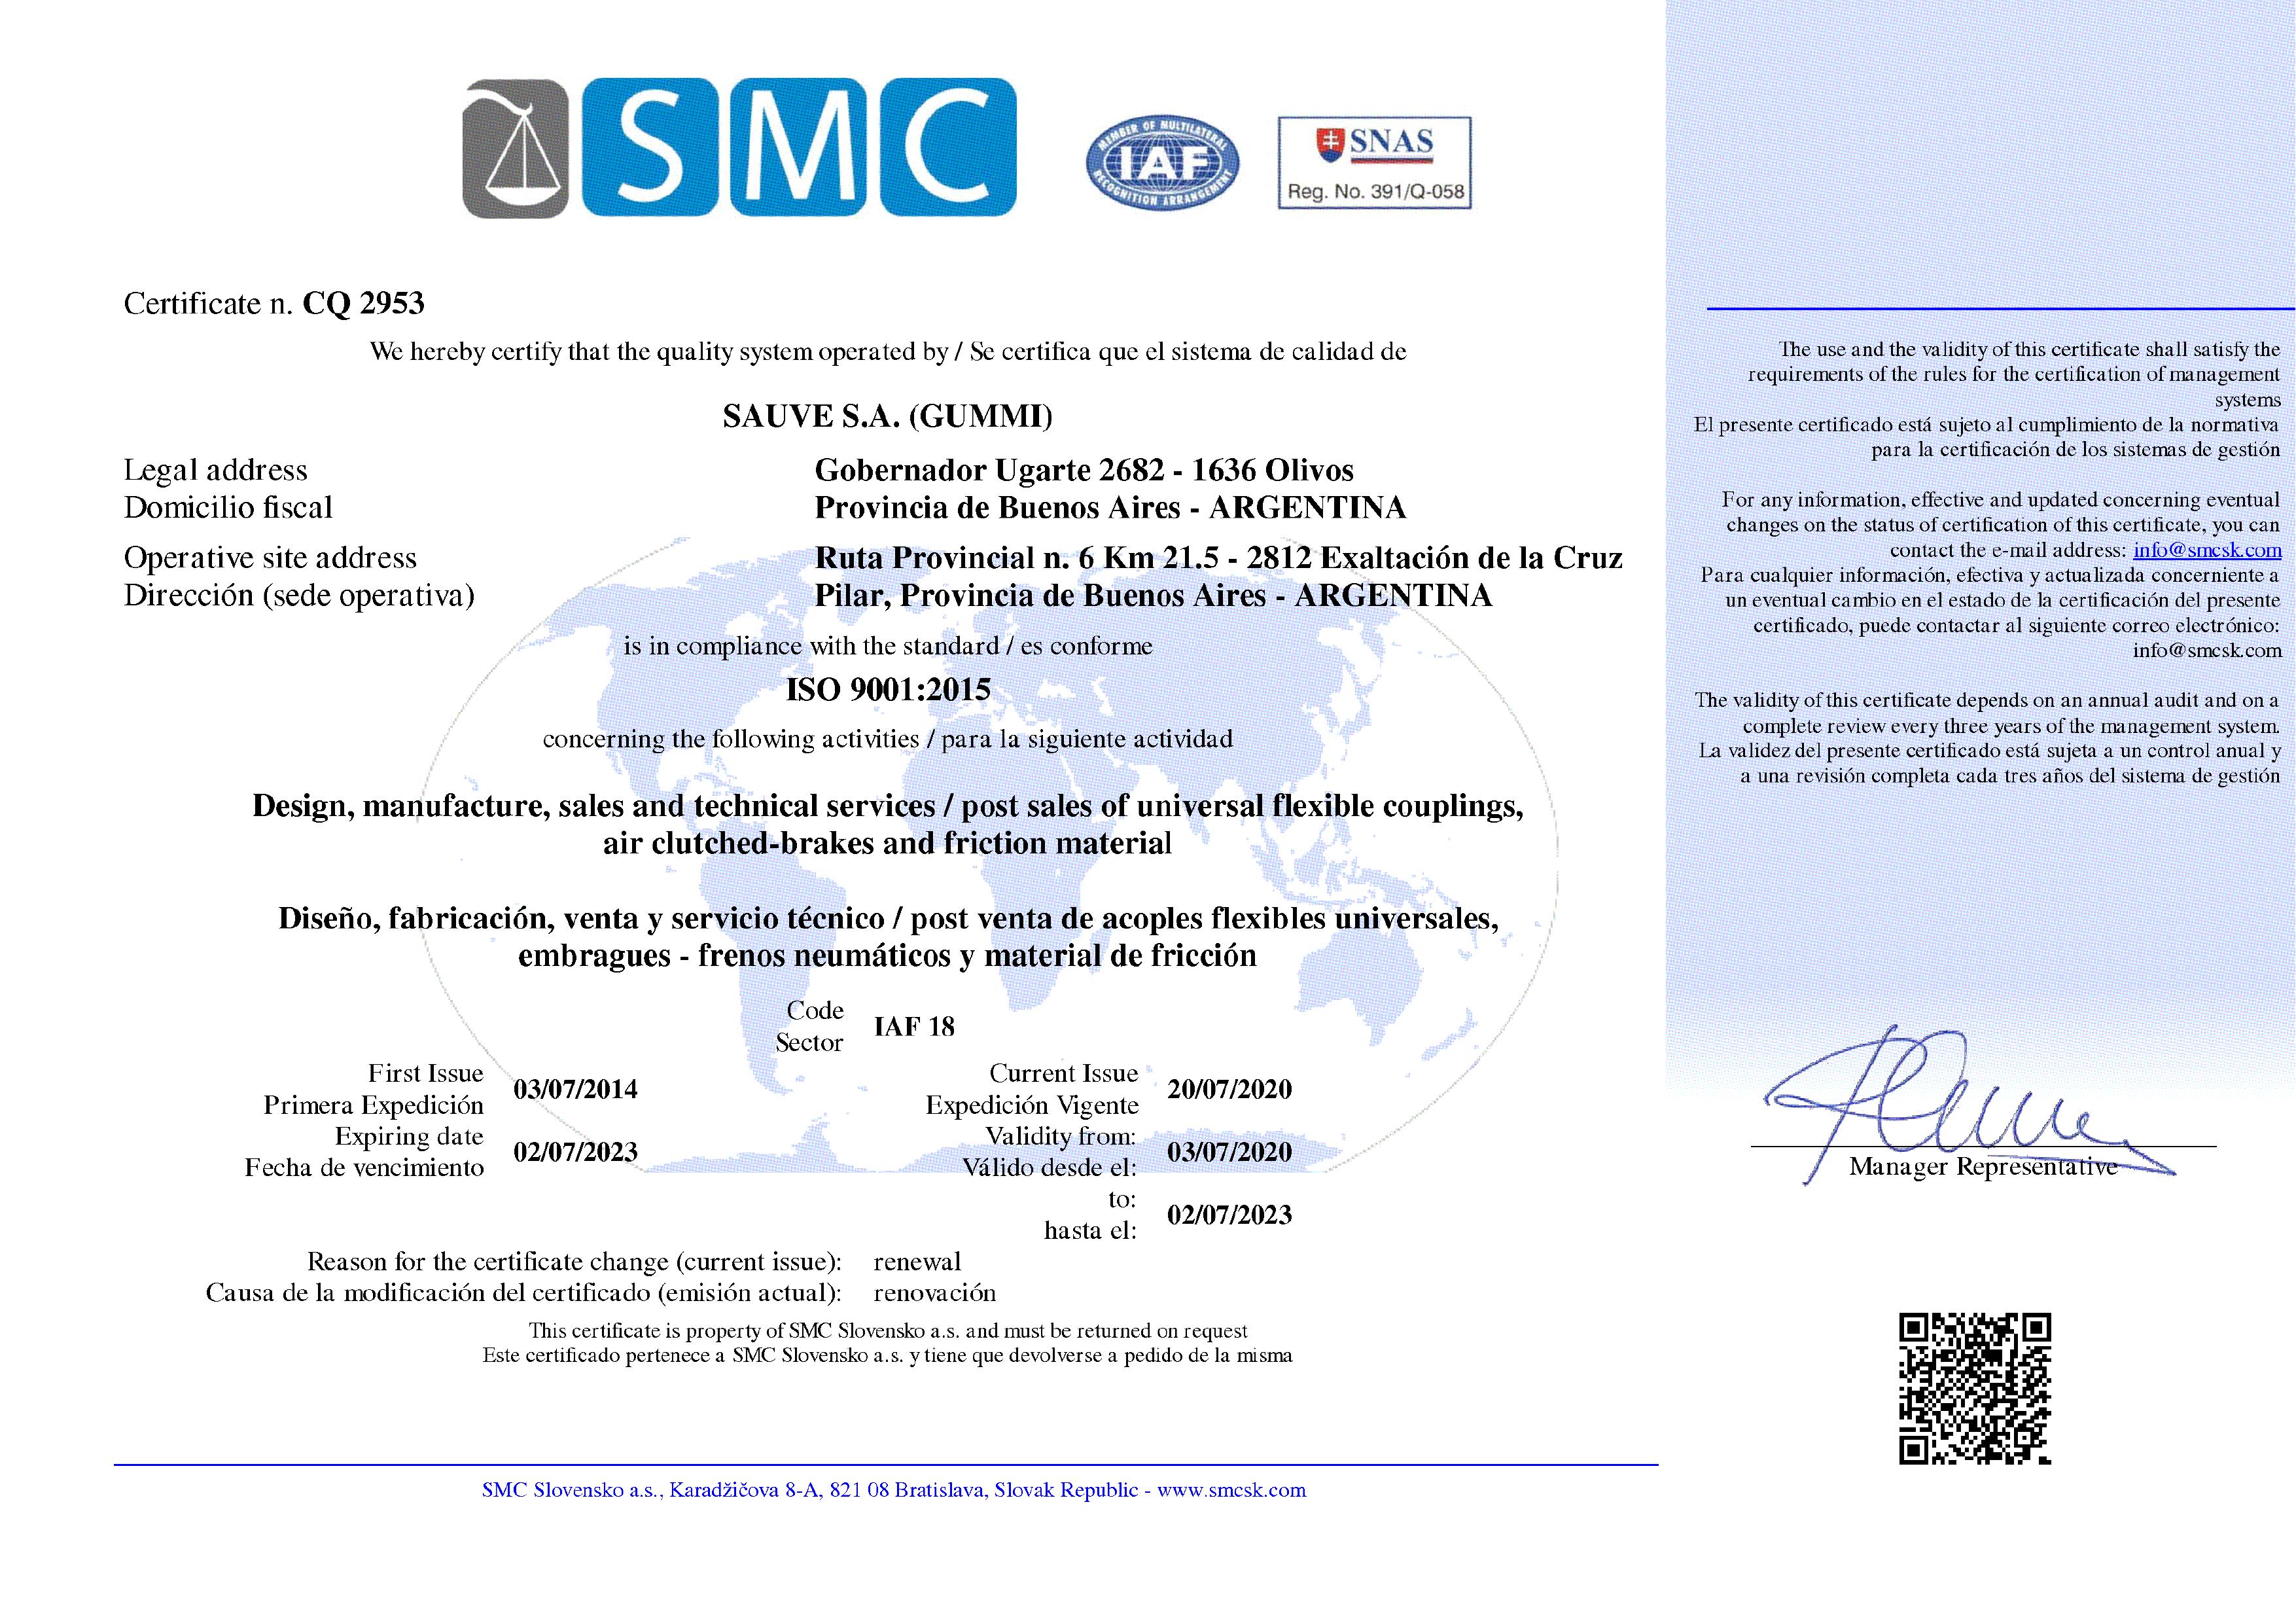 SMC
MEMBER OF MULTILATERAL
IAF
RECOGNITION ARRANGEMENT
SNAS
Reg. No. 391/Q-058
Certificate n. CQ 2953
We hereby certify that the quality system operated by / Se certifica que el sistema de calidad de
SAUVE S.A. (GUMMI)
Legal address
Domicilio fiscal
Gobernador Ugarte 2682 - 1636 Olivos
Provincia de Buenos Aires - ARGENTINA
Operative site address
Dirección (sede operativa)
Ruta Provincial n. 6 Km 21.5 - 2812 Exaltación de la Cruz
Pilar, Provincia de Buenos Aires - ARGENTINA
is in compliance with the standard / es conforme
ISO 9001:2015
concerning the following activities / para la siguiente actividad
Design, manufacture, sales and technical services / post sales of universal flexible couplings,
air clutched-brakes and friction material
Diseño, fabricación, venta y servicio técnico / post venta de acoples flexibles universales,
embragues - frenos neumáticos y material de fricción
Code
Sector
IAF 18
First Issue
Primera Expedición
03/07/2014
Current Issue
Expedición Vigente
20/07/2020
Expiring date
Fecha de vencimiento
02/07/2023
Validity from:
Válido desde el:
03/07/2020
to:
hasta el:
02/07/2023
Reason for the certificate change (current issue): renewal
Causa de la modificación del certificado (emisión actual): renovación
This certificate is property of SMC Slovensko a.s. and must be returned on request
Este certificado pertenece a SMC Slovensko a.s. y tiene que devolverse a pedido de la misma
SMC Slovensko a.s., Karadžičova 8-A, 821 08 Bratislava, Slovak Republic - www.smcsk.com
The use and the validity of this certificate shall satisfy the
requirements of the rules for the certification of management
systems
El presente certificado está sujeto al cumplimiento de la normativa
para la certificación de los sistemas de gestión
For any information, effective and updated concerning eventual
changes on the status of certification of this certificate, you can
contact the e-mail address: info@smcsk.com
Para cualquier información, efectiva y actualizada concerniente a
un eventual cambio en el estado de la certificación del presente
certificado, puede contactar al siguiente correo electrónico:
info@smcsk.com
The validity of this certificate depends on an annual audit and on a
complete review every three years of the management system.
La validez del presente certificado está sujeta a un control anual y
a una revisión completa cada tres años del sistema de gestión
Manager Representative